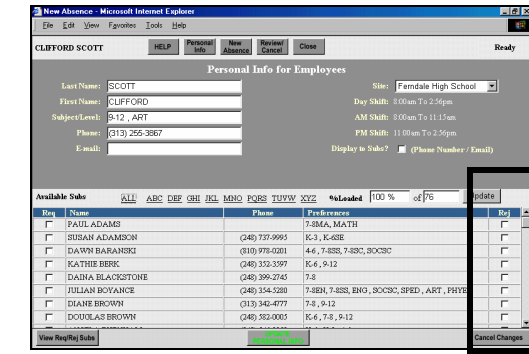 New Absence - Microsoft Internet Explorer
File Edit View Favorites Tools Help
CLIFFORD SCOTT HELP Personal Info New Absence Review/ Cancel Close Ready
Personal Info for Employees
Last Name: SCOTT Site: Ferndale High School
First Name: CLIFFORD Day Shift: 8:00am To 2:56pm
Subject/Level: 9-12 , ART AM Shift: 8:00am To 11:15am
Phone: (313) 255-3867 PM Shift: 11:00am To 2:56pm
E-mail: Display to Subs? (Phone Number / Email)
Available Subs ALL ABC DEF GHI JKL MNO PQRS TUVW XYZ %Loaded 100 % of 76 Update
Req Name Phone Preferences Rej
PAUL ADAMS 7-8MA, MATH
SUSAN ADAMSON (248) 737-9995 K-3 , K-6SE
DAWN BARANSKI (810) 978-0201 4-6 , 7-8SS, 7-8SC, SOCSC
KATHIE BERK (248) 352-3597 K-6 , 9-12
DAINA BLACKSTONE (248) 399-2745 7-8
JULIAN BOYANCE (248) 354-5280 7-8EN, 7-8SS, ENG , SOCSC, SPED , ART , PHYE
DIANE BROWN (313) 342-4777 7-8 , 9-12
DOUGLAS BROWN (248) 582-0005 K-6 , 7-8 , 9-12
View Req/Rej Subs Cancel Changes